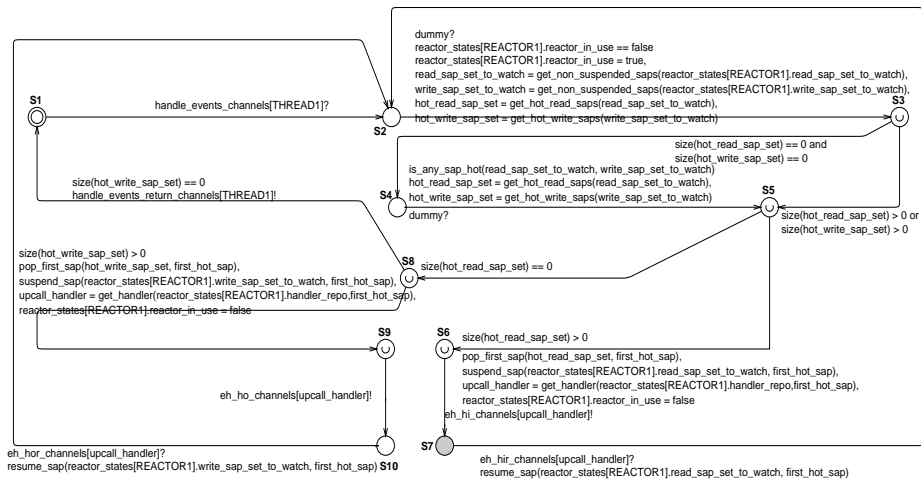 dummy?
reactor_states[REACTOR1].reactor_in_use == false
reactor_states[REACTOR1].reactor_in_use = true,
read_sap_set_to_watch = get_non_suspended_saps(reactor_states[REACTOR1].read_sap_set_to_watch),
write_sap_set_to_watch = get_non_suspended_saps(reactor_states[REACTOR1].write_sap_set_to_watch),
hot_read_sap_set = get_hot_read_saps(read_sap_set_to_watch),
hot_write_sap_set = get_hot_write_saps(write_sap_set_to_watch)
S1
handle_events_channels[THREAD1]?
S2
S3
size(hot_read_sap_set) == 0 and
size(hot_write_sap_set) == 0
is_any_sap_hot(read_sap_set_to_watch, write_sap_set_to_watch)
hot_read_sap_set = get_hot_read_saps(read_sap_set_to_watch),
hot_write_sap_set = get_hot_write_saps(write_sap_set_to_watch)
S4
dummy?
S5
size(hot_read_sap_set) > 0 or
size(hot_write_sap_set) > 0
size(hot_write_sap_set) == 0
handle_events_return_channels[THREAD1]!
size(hot_write_sap_set) > 0
pop_first_sap(hot_write_sap_set, first_hot_sap),
suspend_sap(reactor_states[REACTOR1].write_sap_set_to_watch, first_hot_sap),
upcall_handler = get_handler(reactor_states[REACTOR1].handler_repo,first_hot_sap),
reactor_states[REACTOR1].reactor_in_use = false
S8
size(hot_read_sap_set) == 0
S9
S6
size(hot_read_sap_set) > 0
pop_first_sap(hot_read_sap_set, first_hot_sap),
suspend_sap(reactor_states[REACTOR1].read_sap_set_to_watch, first_hot_sap),
upcall_handler = get_handler(reactor_states[REACTOR1].handler_repo,first_hot_sap),
reactor_states[REACTOR1].reactor_in_use = false
eh_hi_channels[upcall_handler]!
eh_ho_channels[upcall_handler]!
eh_hor_channels[upcall_handler]?
resume_sap(reactor_states[REACTOR1].write_sap_set_to_watch, first_hot_sap)
S10
S7
eh_hir_channels[upcall_handler]?
resume_sap(reactor_states[REACTOR1].read_sap_set_to_watch, first_hot_sap)